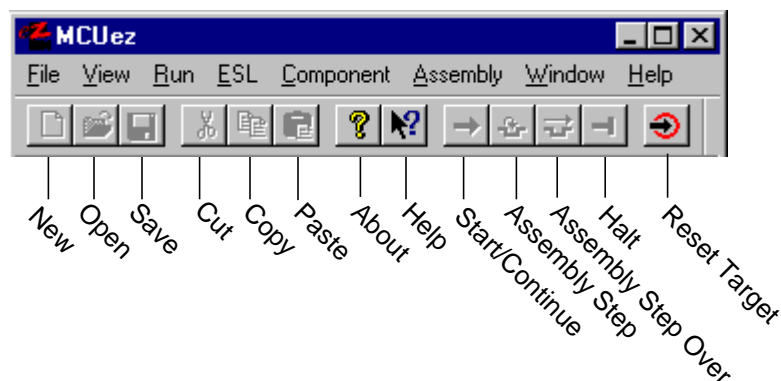 MCUez
File View Run ESL Component Assembly Window Help
New
Open
Save
Cut
Copy
Paste
About
Help
Start/Continue
Assembly Step
Assembly Step Over
Halt
Reset Target